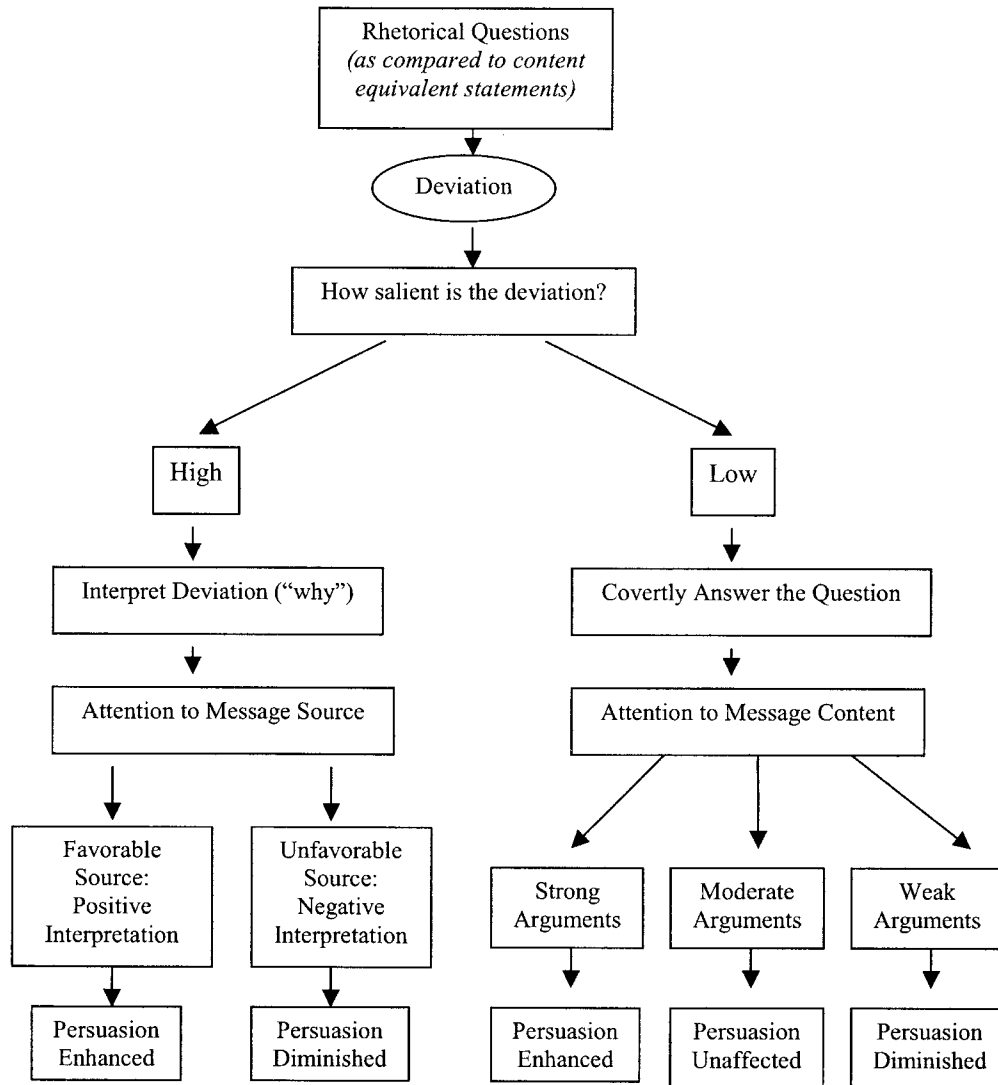 Rhetorical Questions
(as compared to content
equivalent statements)
Deviation
How salient is the deviation?
High
Low
Interpret Deviation (“why”)
Covertly Answer the Question
Attention to Message Source
Attention to Message Content
Favorable
Source:
Positive
Interpretation
Unfavorable
Source:
Negative
Interpretation
Strong
Arguments
Moderate
Arguments
Weak
Arguments
Persuasion
Enhanced
Persuasion
Diminished
Persuasion
Enhanced
Persuasion
Unaffected
Persuasion
Diminished